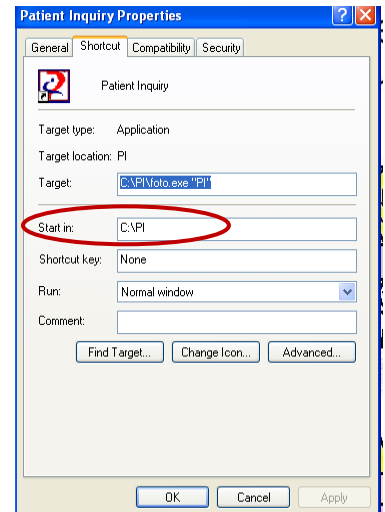 Patient Inquiry Properties
General Shortcut Compatibility Security
Patient Inquiry
Target type: Application
Target location: PI
Target: C:\PI\foto.exe "PI"
Start in: C:\PI
Shortcut key: None
Run: Normal window
Comment:
Find Target... Change Icon... Advanced...
OK Cancel Apply